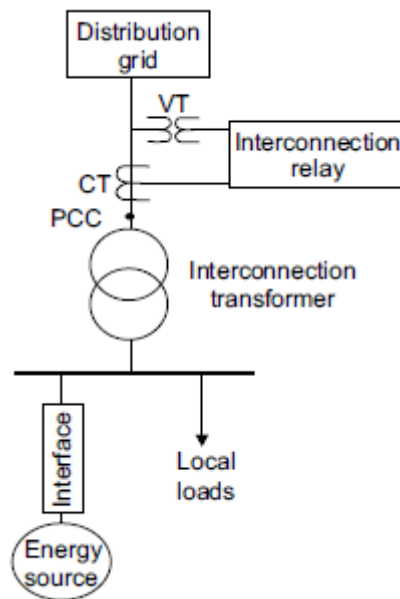 Distribution
grid
VT
Interconnection
relay
CT
PCC
Interconnection
transformer
Interface
Local
loads
Energy
source